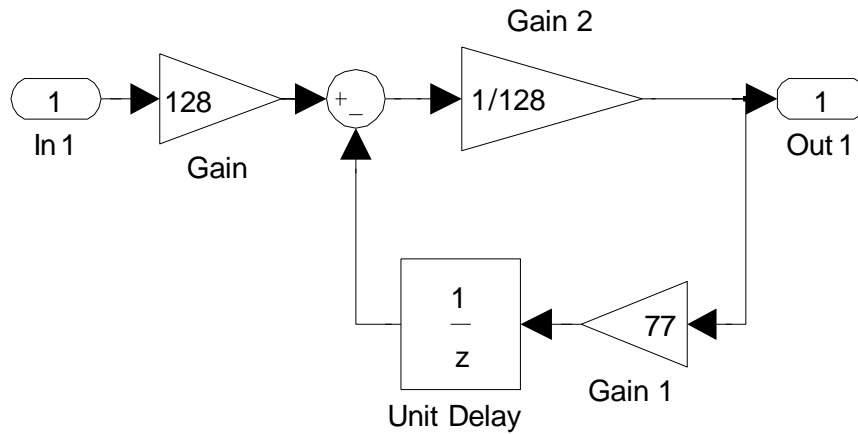 Gain 2
1
128
+
−
1/128
1
In 1
Gain
Out 1
1
z
77
Gain 1
Unit Delay